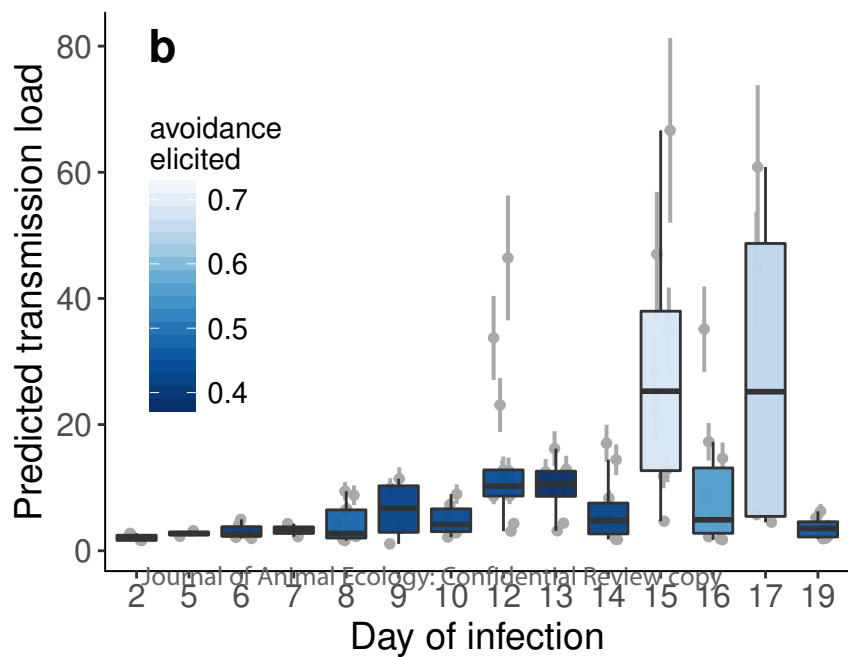 b
80
60
40
20
0
Predicted transmission load
avoidance
elicited
0.7
0.6
0.5
0.4
Journal of Animal Ecology: Confidential Review copy
2 5 6 7 8 9 10 12 13 14 15 16 17 19
Day of infection